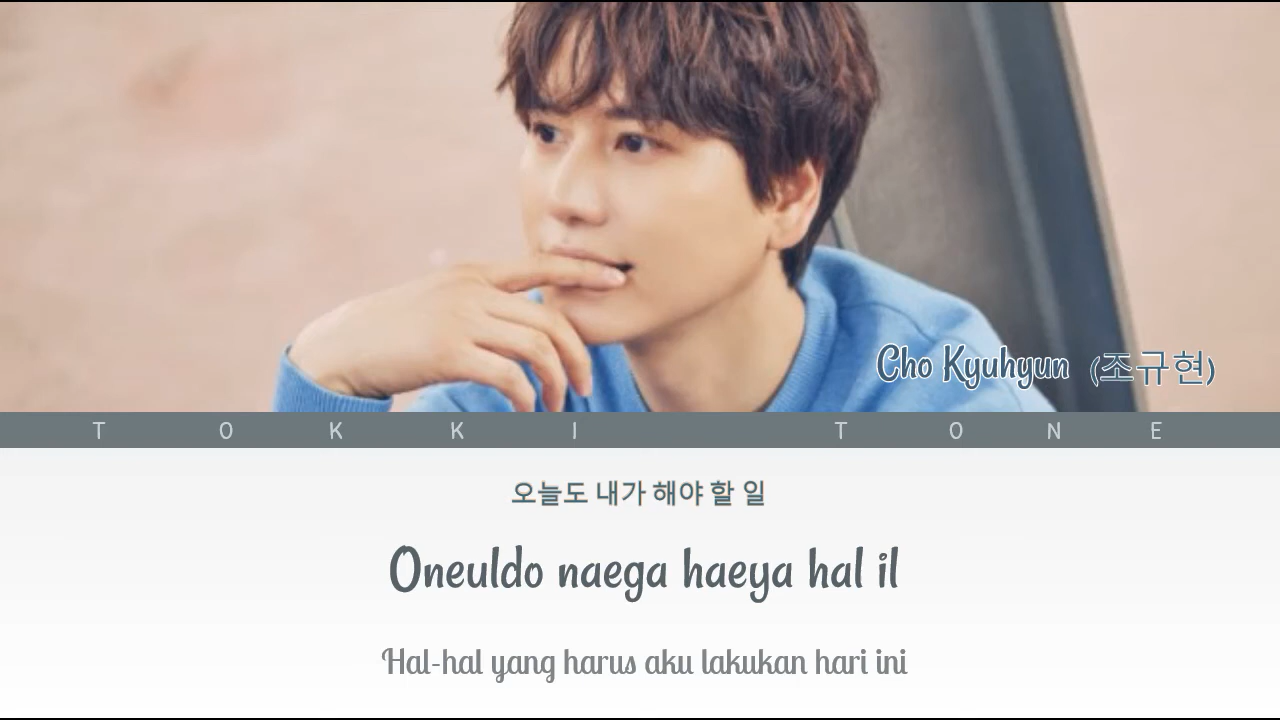 Cho Kyuhyun (조규현)
T O K K I T O N E
오늘도 내가 해야 할 일
Oneuldo naega haeya hal il
Hal-hal yang harus aku lakukan hari ini